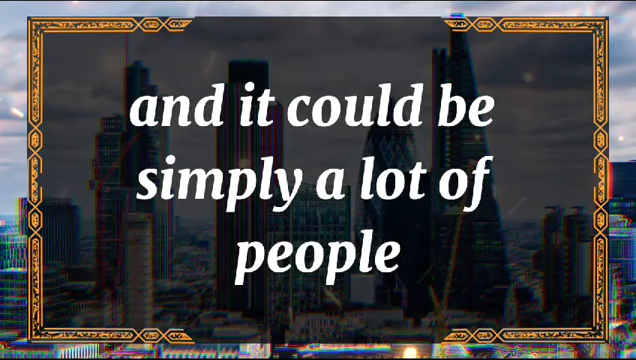 and it could be
simply a lot of
people